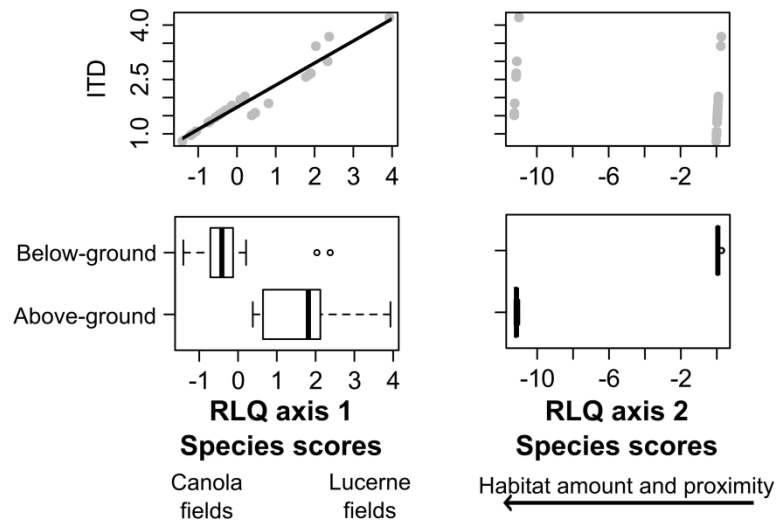 ITD
4.0
2.5
1.0
-1 0 1 2 3 4
-10 -6 -2
Below-ground
Above-ground
-1 0 1 2 3 4
-10 -6 -2
RLQ axis 1
Species scores
RLQ axis 2
Species scores
Canola
fields
Lucerne
fields
Habitat amount and proximity